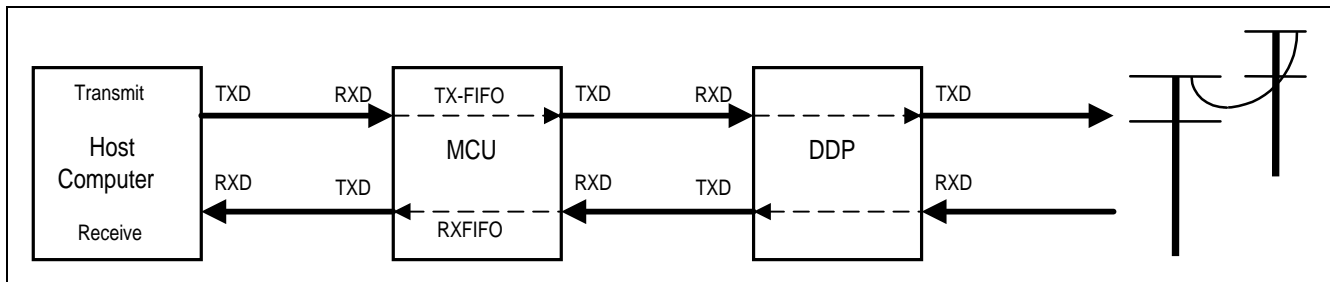 Transmit
Host
Computer
Receive
TXD
RXD
RXD
TXD
TX-FIFO
MCU
RXFIFO
TXD
RXD
RXD
TXD
DDP
TXD
RXD